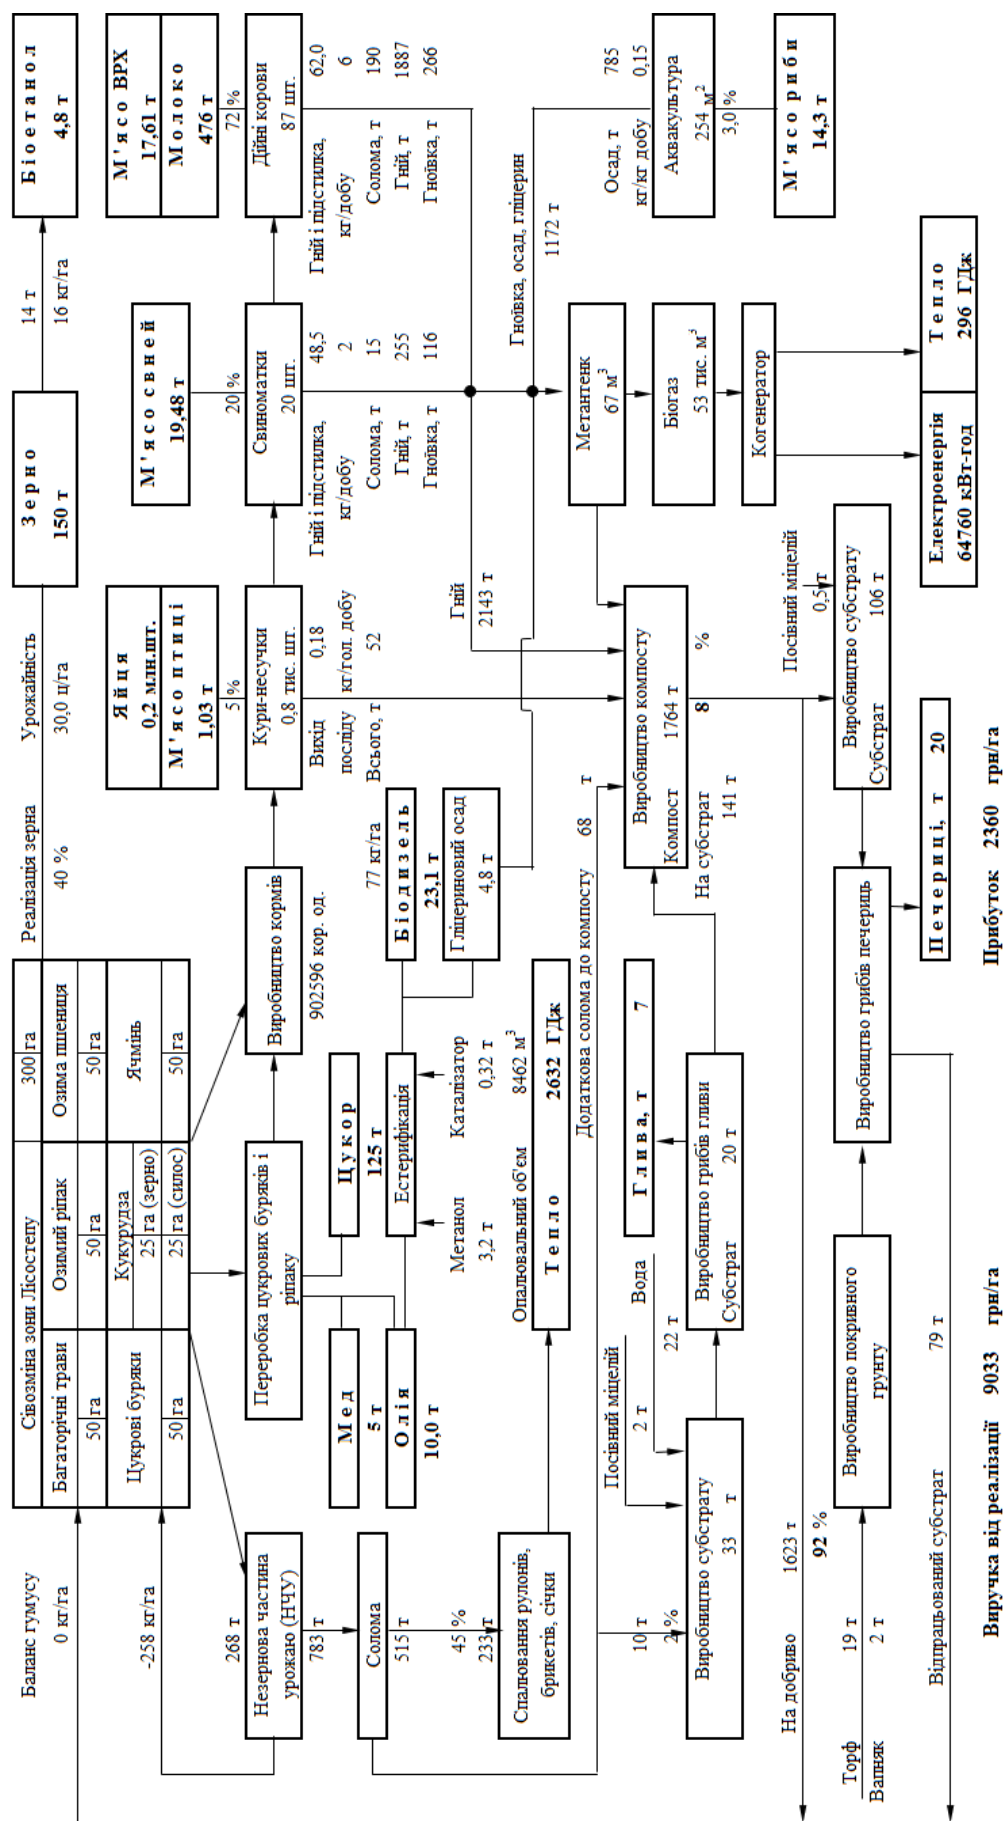 Баланс гумусу
0 кг/га
-258 кг/га
Сівозміна зони Лісостепу
300 га
Багаторічні трави
Озимий ріпак
Озима пшениця
50 га
50 га
50 га
Цукрові буряки
Кукурудза
Ячмінь
25 га (зерно)
50 га
25 га (силос)
50 га
Реалізація зерна
40 %
Урожайність
30,0 ц/га
Зерно
150 т
14 т
16 кг/га
Біоетанол
4,8 т
Яйця
0,2 млн.шт.
М'ясо птиці
1,03 т
М'ясо свней
19,48 т
М'ясо ВРХ
17,61 т
Молоко
476 т
5 %
20 %
72 %
268 т
Незернова частина
урожаю (НЧУ)
783 т
Переробка цукрових буряків і
ріпаку
Виробництво кормів
902596 кор. од.
Кури-несучки
0,8 тис. шт.
Свиноматки
20 шт.
Дійні корови
87 шт.
Вихід
посліду
0,18
кг/гол. добу
Всього, т
52
Гній і підстилка,
кг/добу
48,5
2
Солома, т
15
Гній, т
255
Гноївка, т
116
Гній і підстилка,
кг/добу
62,0
6
Солома, т
190
Гній, т
1887
Гноївка, т
266
Солома
515 т
Мед
5 т
Олія
10,0 т
Цукор
125 т
Естерифікація
77 кг/га
Біодизель
23,1 т
Гліцериновий осад
4,8 т
Метанол
3,2 т
Каталізатор
0,32 т
Гній
2143 т
Гноївка, осад, гліцерин
1172 т
45 %
233т
Спалювання рулонів,
брикетів, січки
Опалювальний об'єм
8462 м³
Тепло
2632 ГДж
Додаткова солома до компосту
68
т
Метантенк
67 м³
Біогаз
53 тис. м³
Когенератор
Осад, т
785
кг/кг добу
0,15
Аквакультура
254 м²
3,0 %
М'ясо риби
14,3 т
Посівний міцелій
2 т
Вода
22 т
10 т
2 %
Глива, т
7
Виробництво субстрату
33
т
Виробництво грибів гливи
Субстрат
20 т
Виробництво компосту
Компост
1764 т
На субстрат
8
%
141 т
На добриво
1623 т
92 %
Посівний міцелій
0,5 т
Виробництво субстрату
Субстрат
106 т
Торф
19 т
Вапняк
2 т
Виробництво покривного
грунту
Виробництво грибів печериць
Печериці, т
20
Електроенергія
64760 кВт-год
Тепло
296 ГДж
Відпрацьований субстрат
79 т
Виручка від реалізації
9033
грн/га
Прибуток
2360
грн/га